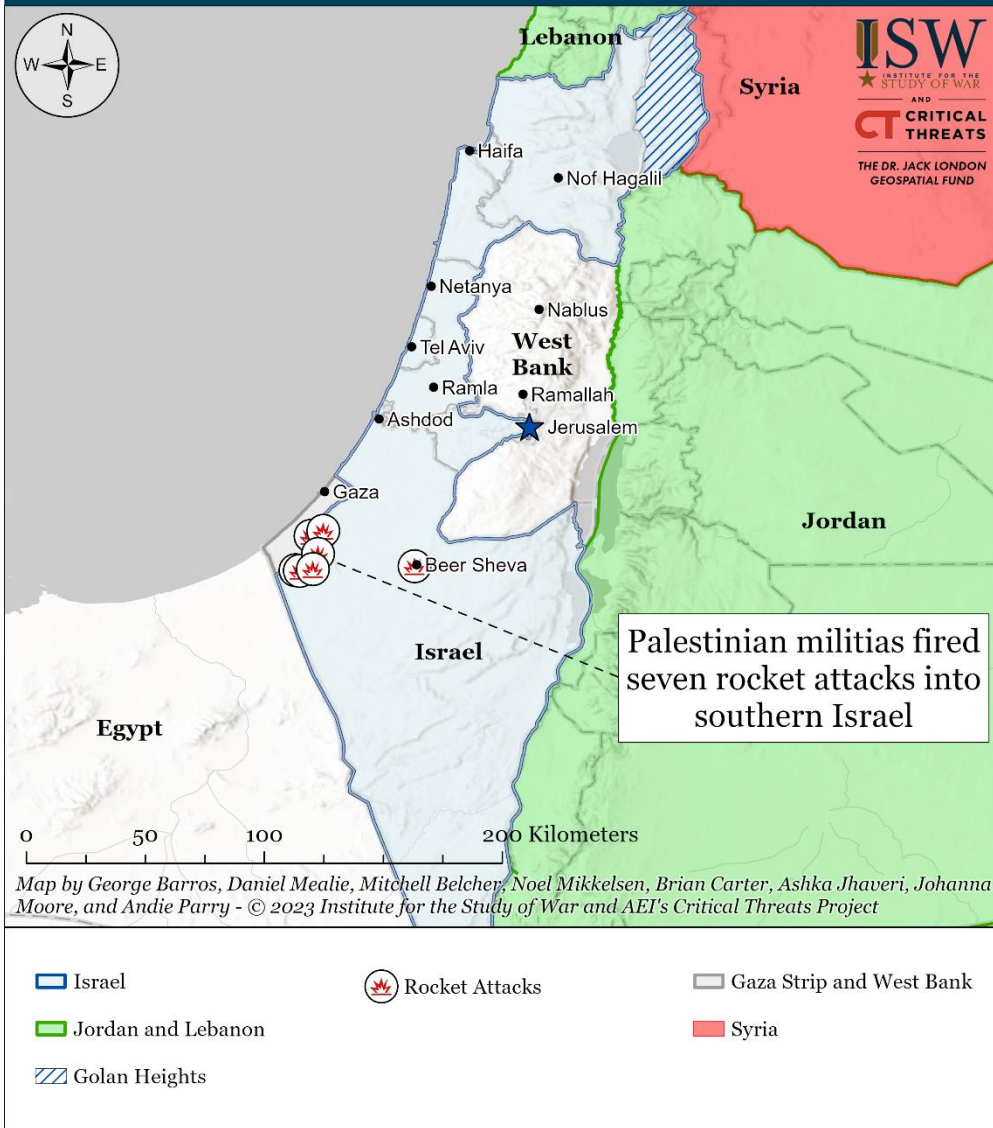 N
W
E
S
Lebanon
Syria
ISW
INSTITUTE FOR THE
STUDY OF WAR
AND
CT CRITICAL
THREATS
THE DR. JACK LONDON
GEOSPATIAL FUND
Haifa
Nof Hagalil
Netanya
Nablus
West
Bank
Tel Aviv
Ramla
Ramallah
Ashdod
Jerusalem
Gaza
Jordan
Beer Sheva
Israel
Palestinian militias fired
seven rocket attacks into
southern Israel
Egypt
0 50 100 200 Kilometers
Map by George Barros, Daniel Mealie, Mitchell Belcher, Noel Mikkelsen, Brian Carter, Ashka Jhaveri, Johanna
Moore, and Andie Parry - © 2023 Institute for the Study of War and AEI's Critical Threats Project
Israel
Rocket Attacks
Gaza Strip and West Bank
Jordan and Lebanon
Syria
Golan Heights